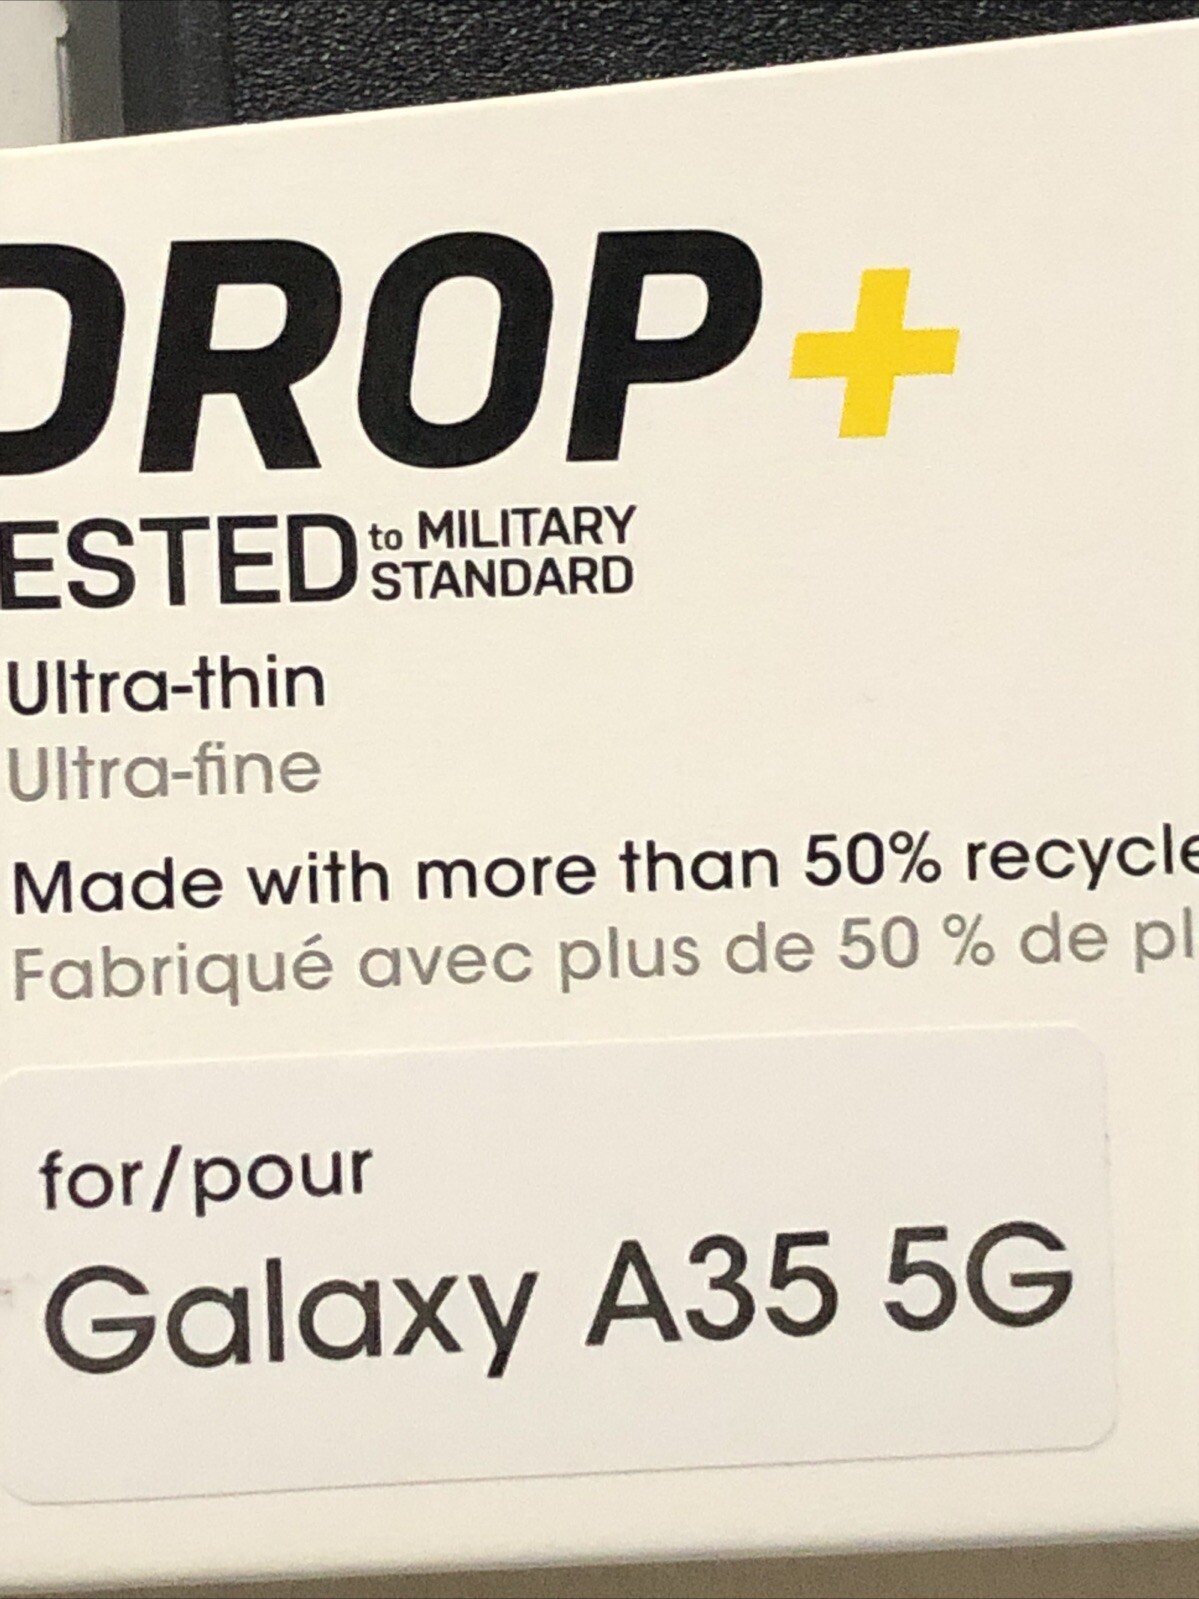 DROP+
ESTED to MILITARY
STANDARD
Ultra-thin
Ultra-fine
Made with more than 50% recycle
Fabriqué avec plus de 50 % de pl
for/pour
Galaxy A35 5G